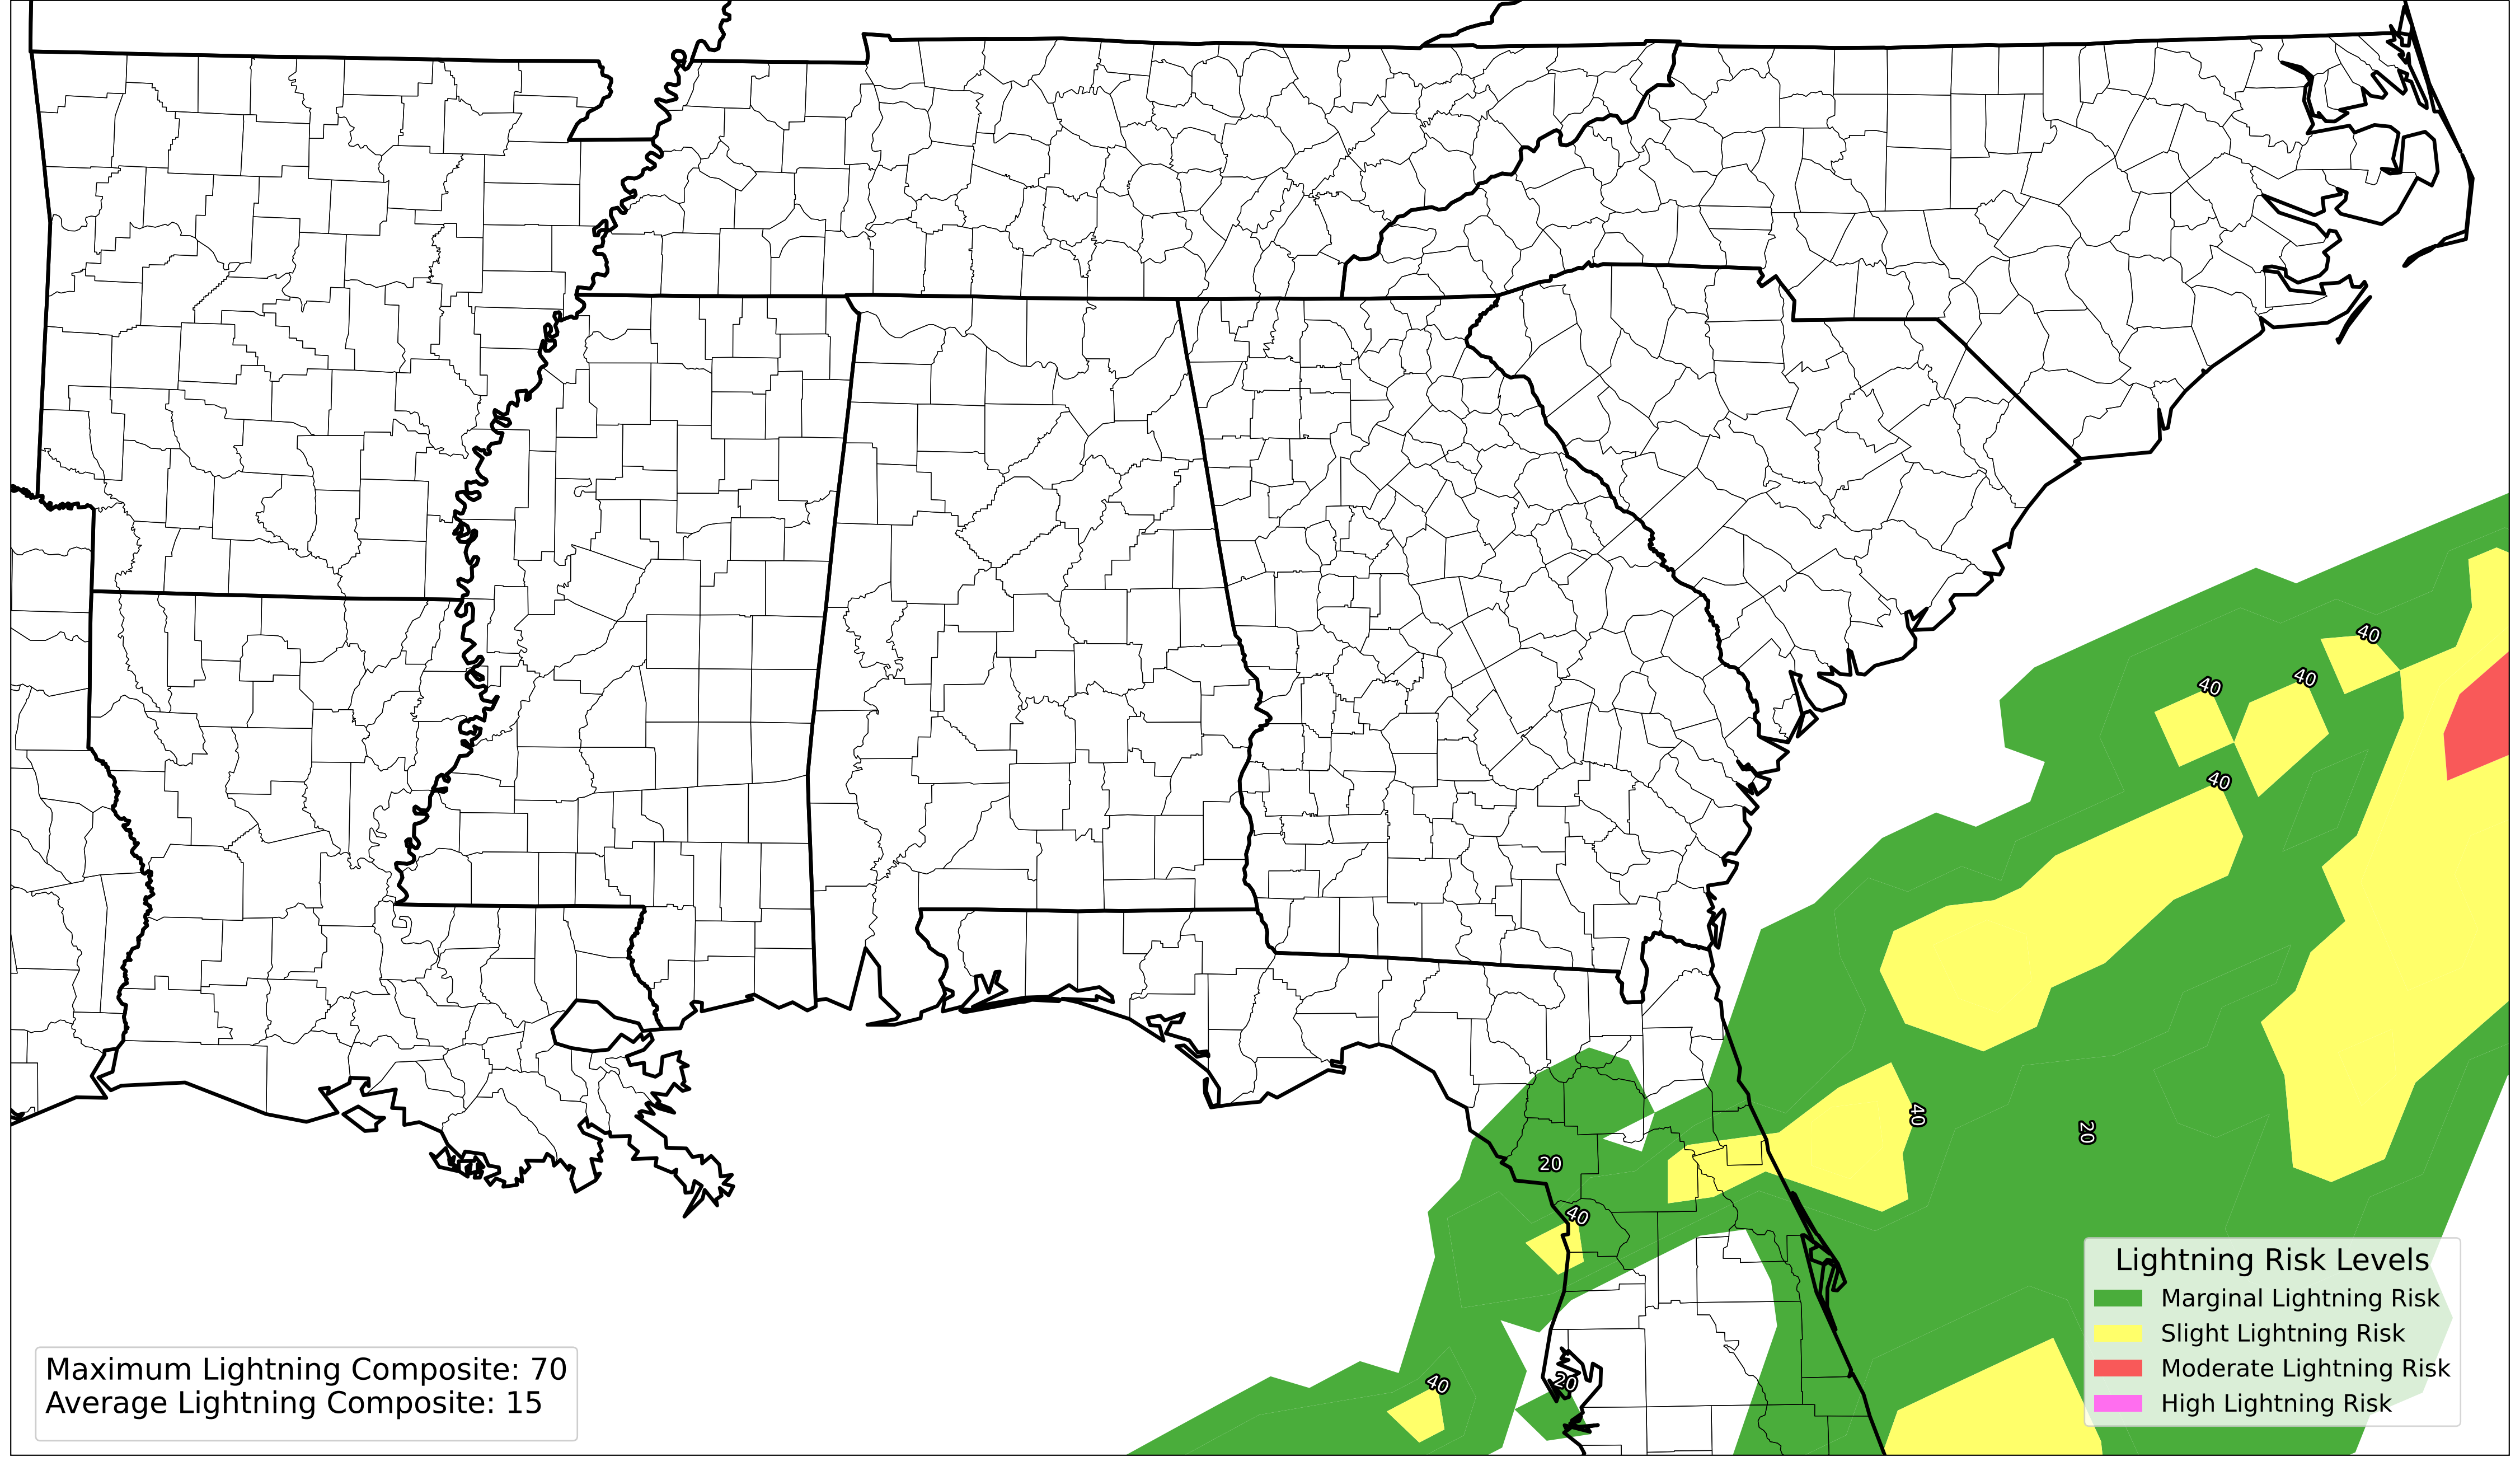 40
40
40
40
40
20
20
40
40
20
Lightning Risk Levels
Marginal Lightning Risk
Slight Lightning Risk
Moderate Lightning Risk
High Lightning Risk
Maximum Lightning Composite: 70
Average Lightning Composite: 15